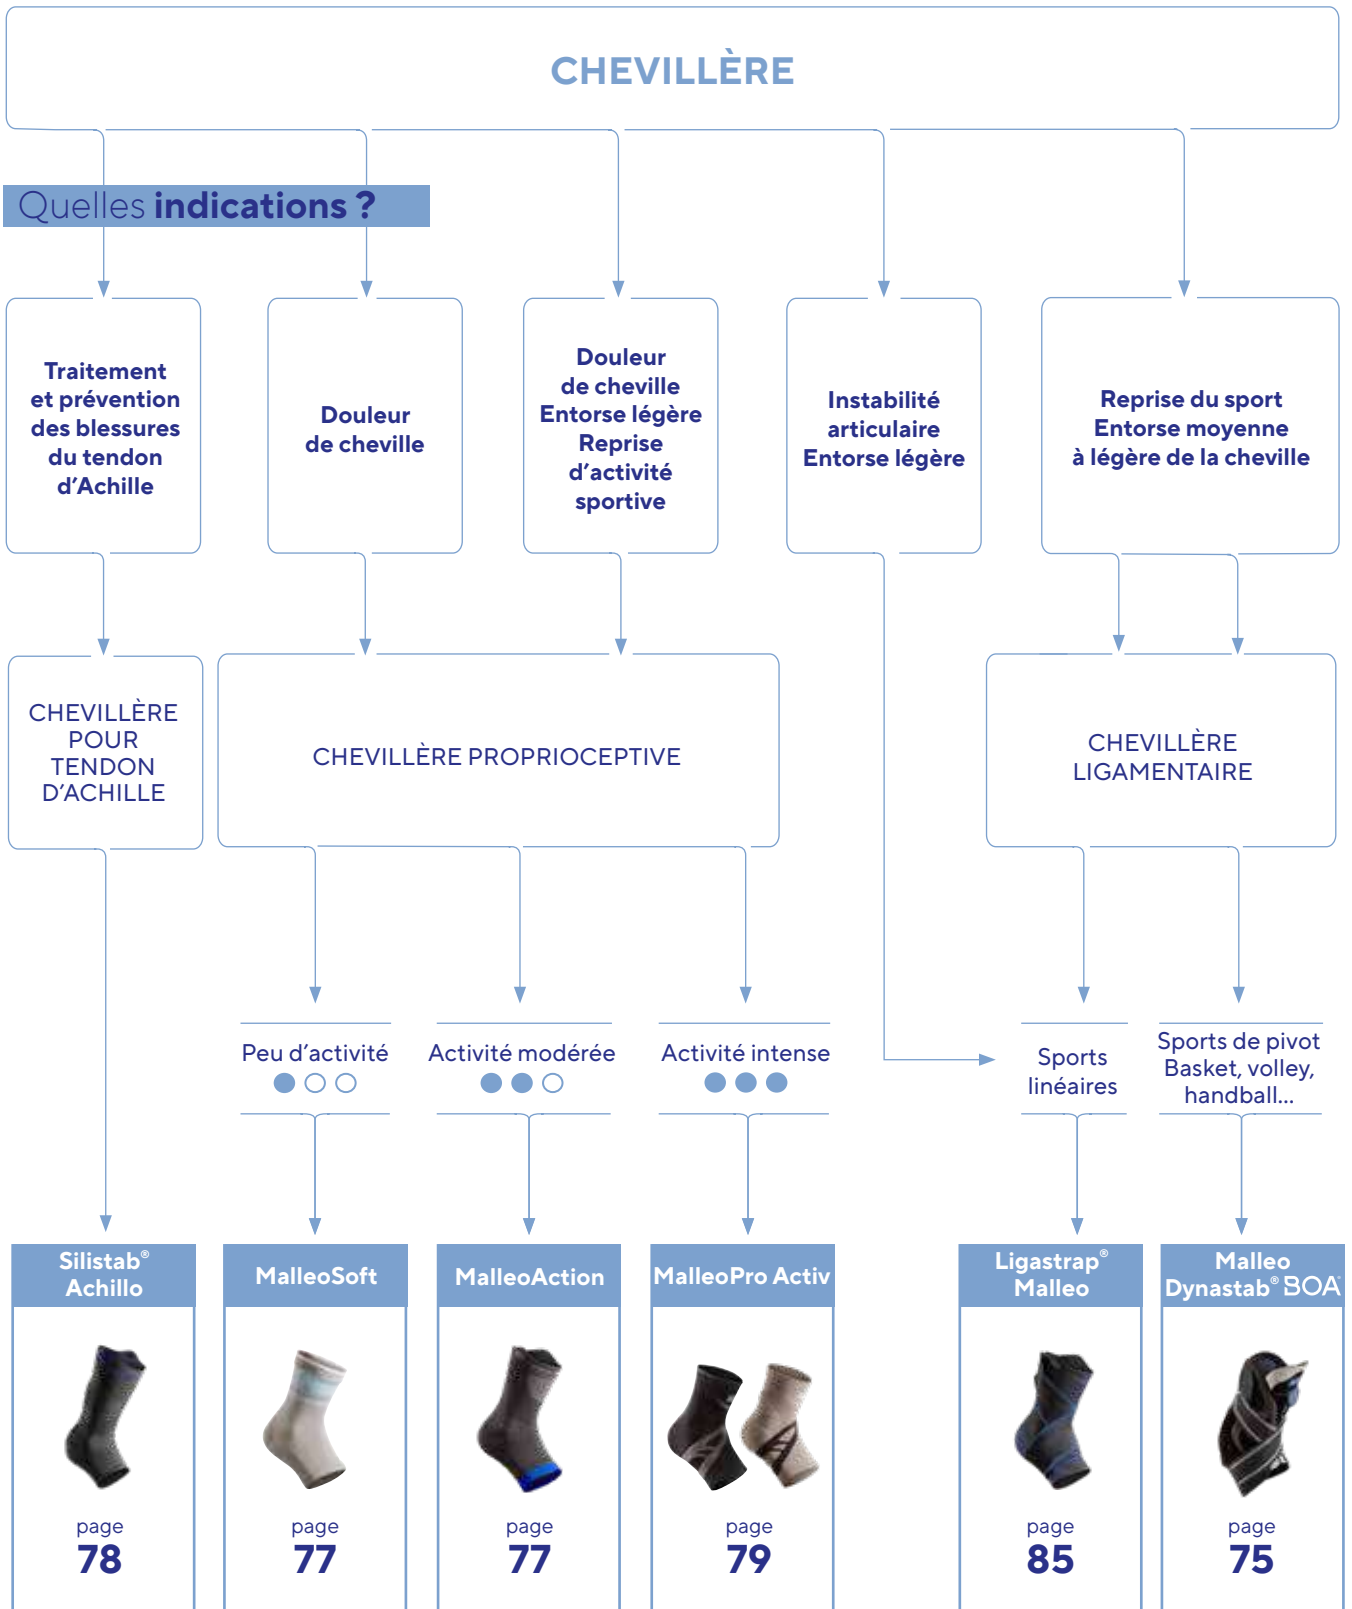 CHEVILLÈRE
Quelles indications ?
Traitement
et prévention
des blessures
du tendon
d’Achille
Douleur
de cheville
Douleur
de cheville
Entorse légère
Reprise
d’activité
sportive
Instabilité
articulaire
Entorse légère
Reprise du sport
Entorse moyenne
à légère de la cheville
CHEVILLÈRE
POUR
TENDON
D’ACHILLE
CHEVILLÈRE PROPRIOCEPTIVE
CHEVILLÈRE
LIGAMENTAIRE
Peu d’activité
Activité modérée
Activité intense
Sports
linéaires
Sports de pivot
Basket, volley,
handball...
Silistab®
Achillo
page
78
MalleoSoft
page
77
MalleoAction
page
77
MalleoPro Activ
page
79
Ligastrap®
Malleo
page
85
Malleo
Dynastab® BOA
page
75